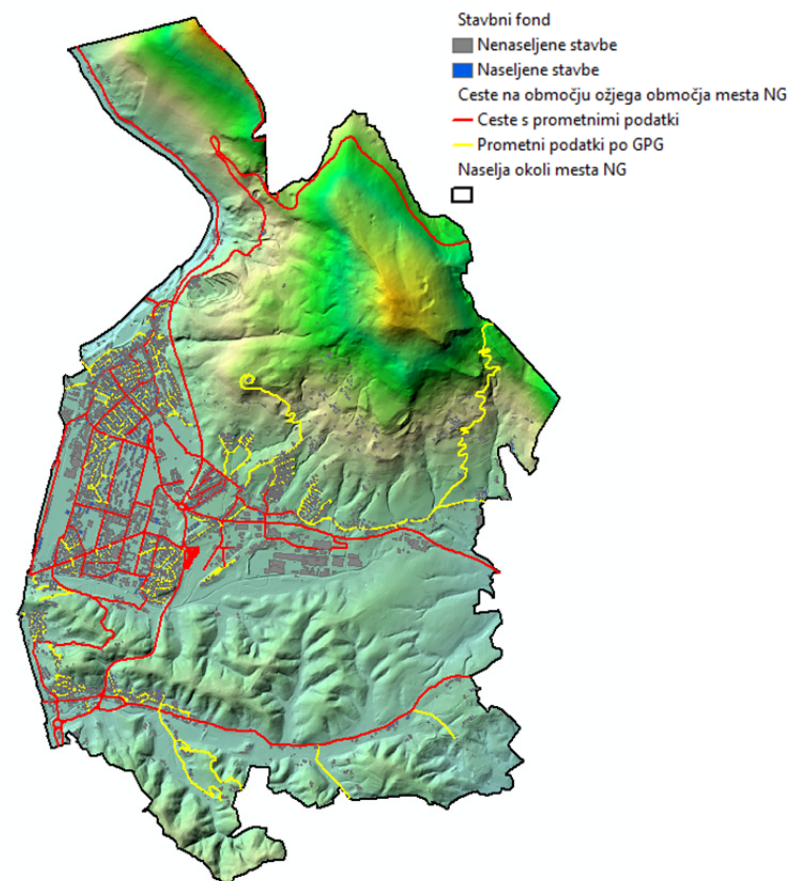 Stavbni fond
Nenaseljene stavbe
Naseljene stavbe
Ceste na območju ožjega območja mesta NG
Ceste s prometnimi podatki
Prometni podatki po GPG
Naselja okoli mesta NG